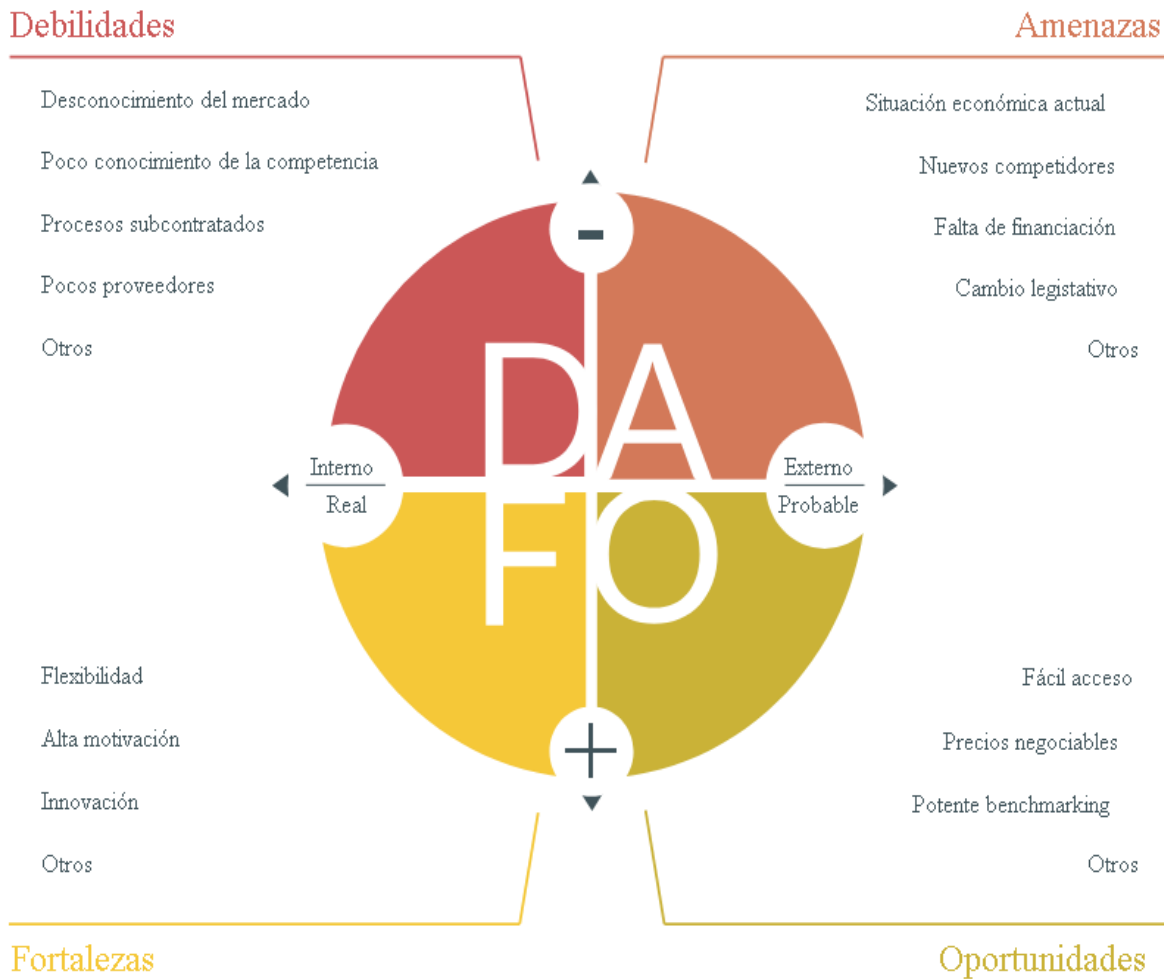 Debilidades
Amenazas
Desconocimiento del mercado
Poco conocimiento de la competencia
Procesos subcontratados
Pocos proveedores
Otros
Situación económica actual
Nuevos competidores
Falta de financiación
Cambio legistativo
Otros
-
DA
FO
Interno
Real
Externo
Probable
+
Flexibilidad
Alta motivación
Innovación
Otros
Fácil acceso
Precios negociables
Potente benchmarking
Otros
Fortalezas
Oportunidades